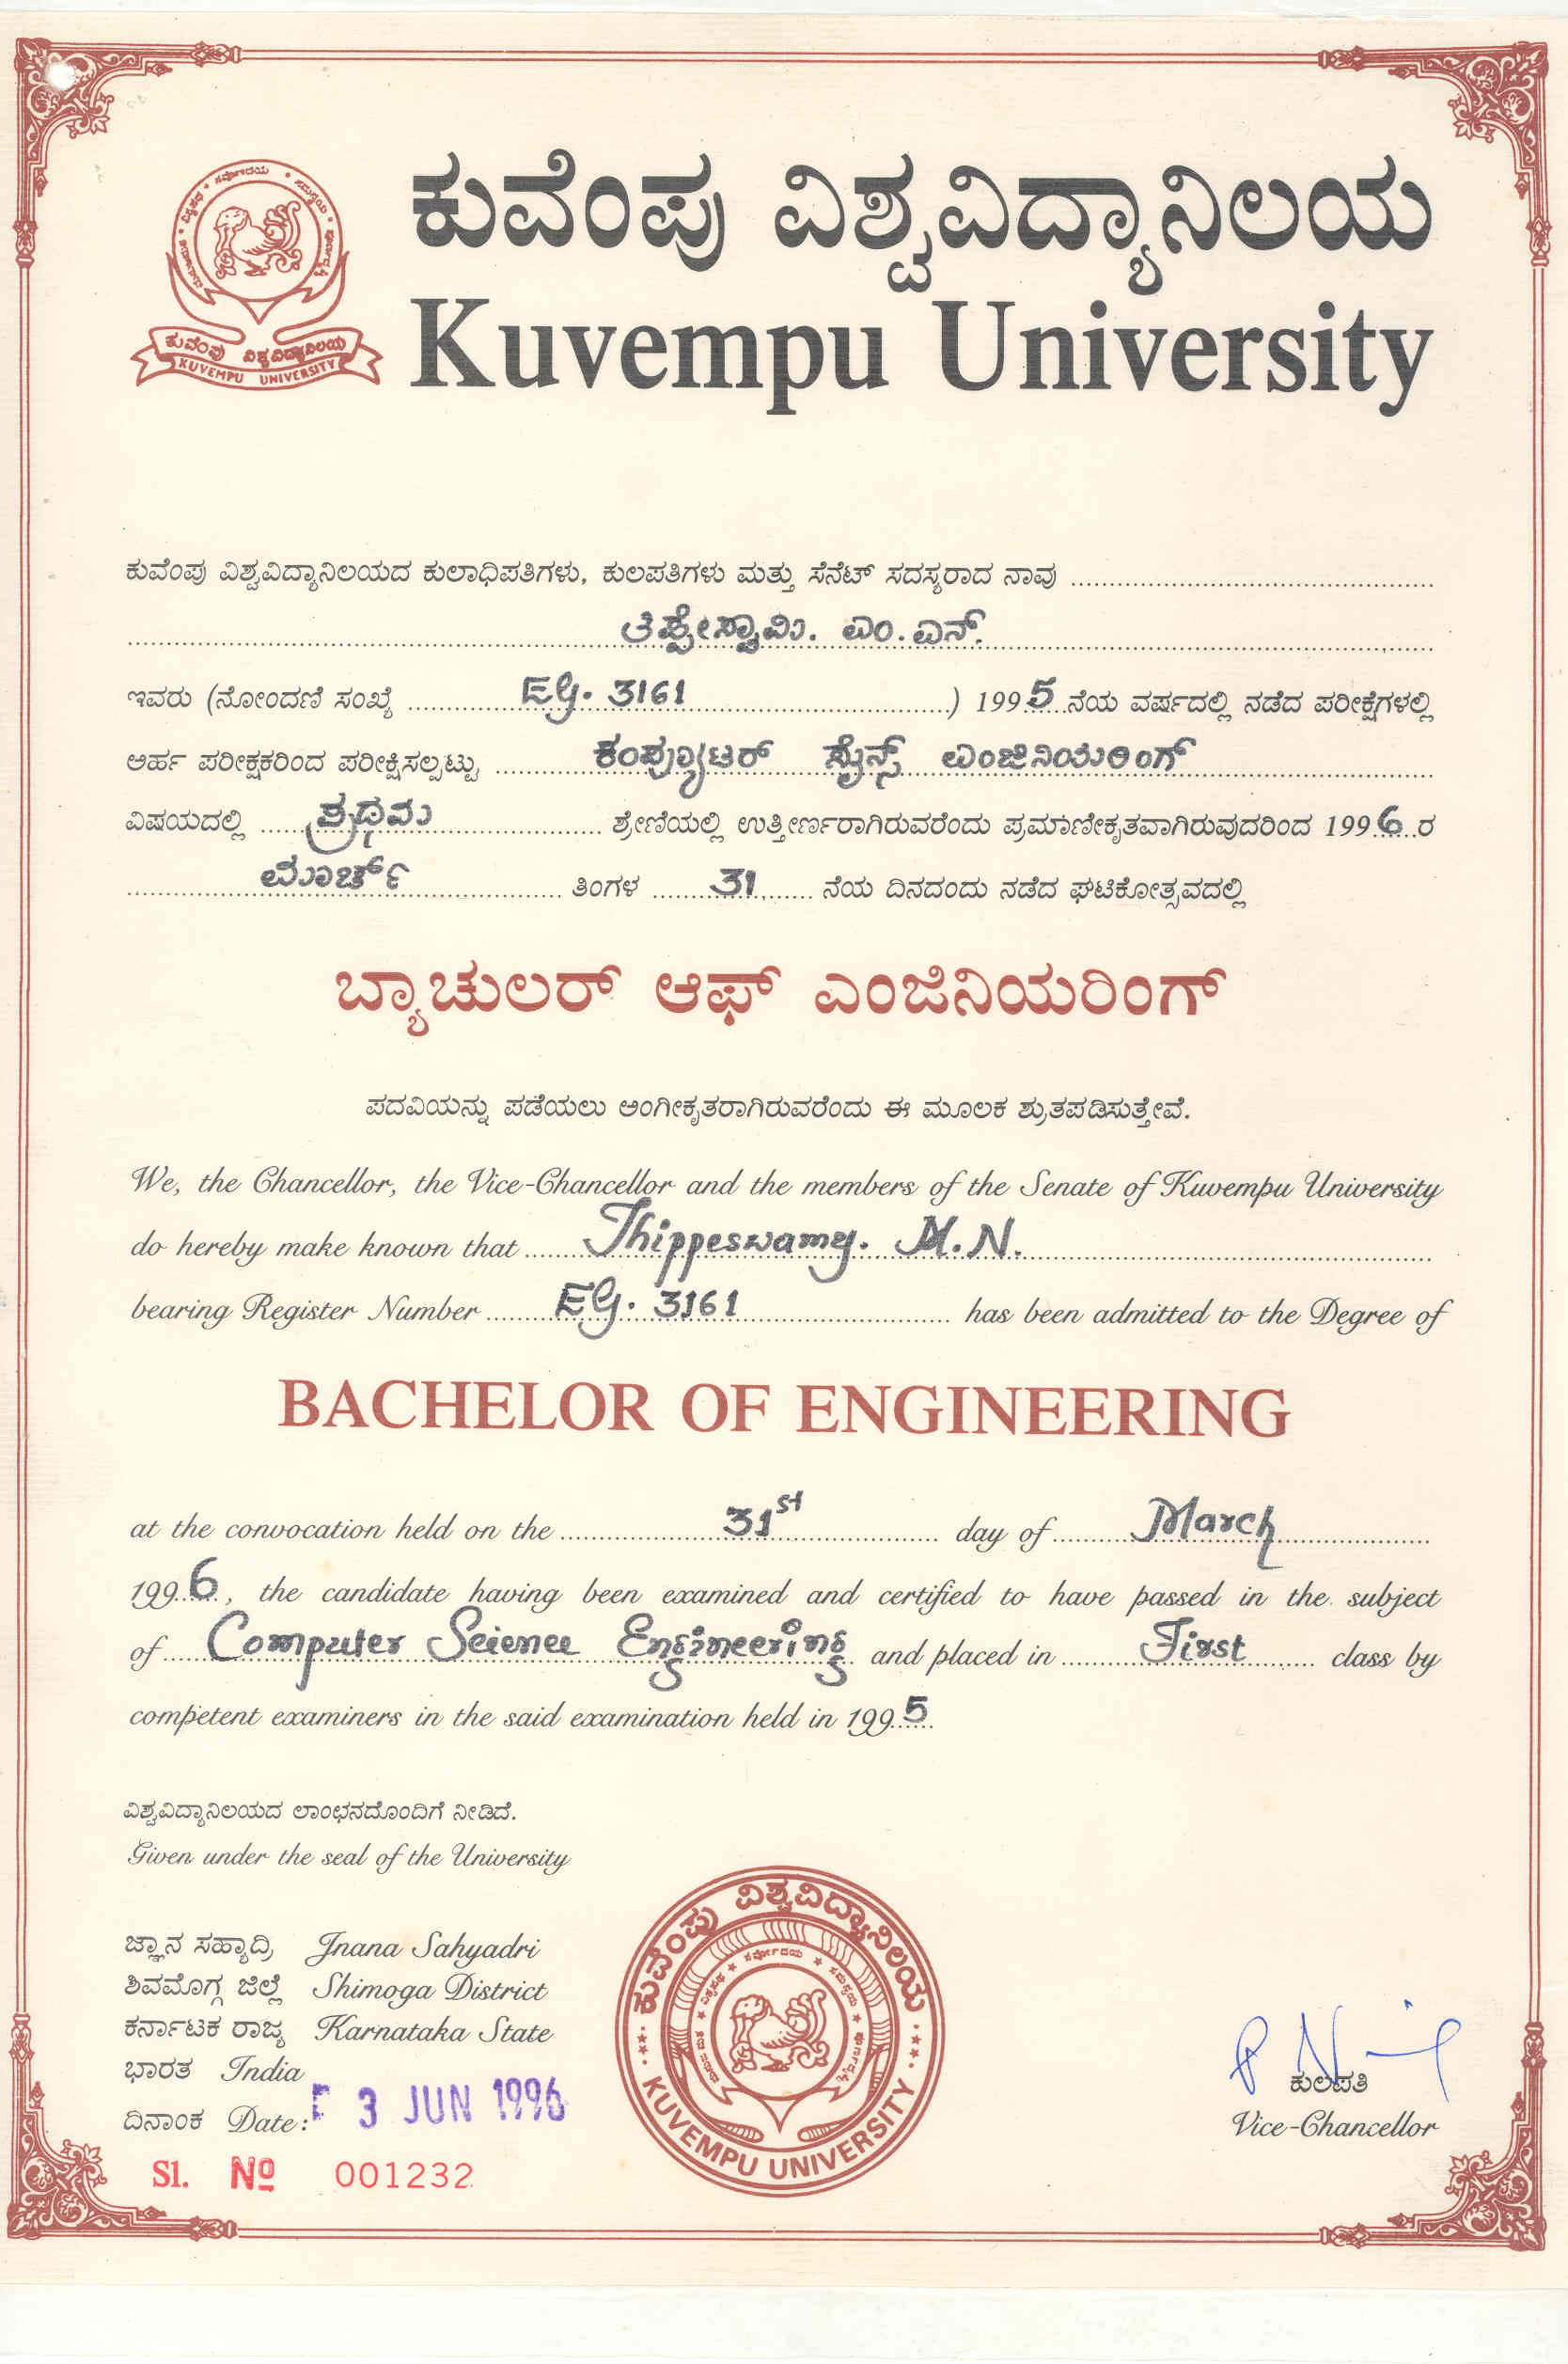 ಕುವೆಂಪು ವಿಶ್ವವಿದ್ಯಾನಿಲಯ
Kuvempu University
ಕುವೆಂಪು ವಿಶ್ವವಿದ್ಯಾನಿಲಯ
KUVEMPU UNIVERSITY
ಕುವೆಂಪು ವಿಶ್ವವಿದ್ಯಾನಿಲಯದ ಕುಲಾಧಿಪತಿಗಳು, ಕುಲಪತಿಗಳು ಮತ್ತು ಸೆನೆಟ್ ಸದಸ್ಯರಾದ ನಾವು
ತಿಪ್ಪೇಸ್ವಾಮಿ. ಎಂ. ಎನ್.
ಇವರು (ನೋಂದಣಿ ಸಂಖ್ಯೆ EG. 3161 ) 1995 ನೆಯ ವರ್ಷದಲ್ಲಿ ನಡೆದ ಪರೀಕ್ಷೆಗಳಲ್ಲಿ
ಅರ್ಹ ಪರೀಕ್ಷಕರಿಂದ ಪರೀಕ್ಷಿಸಲ್ಪಟ್ಟು ಕಂಪ್ಯೂಟರ್ ಸೈನ್ಸ್ ಎಂಜಿನಿಯರಿಂಗ್
ವಿಷಯದಲ್ಲಿ ಪ್ರಥಮ ಶ್ರೇಣಿಯಲ್ಲಿ ಉತ್ತೀರ್ಣರಾಗಿರುವರೆಂದು ಪ್ರಮಾಣೀಕೃತವಾಗಿರುವುದರಿಂದ 1996 ರ
ಮಾರ್ಚ್ ತಿಂಗಳ 31 ನೆಯ ದಿನದಂದು ನಡೆದ ಘಟಿಕೋತ್ಸವದಲ್ಲಿ
ಬ್ಯಾಚುಲರ್ ಆಫ್ ಎಂಜಿನಿಯರಿಂಗ್
ಪದವಿಯನ್ನು ಪಡೆಯಲು ಅಂಗೀಕೃತರಾಗಿರುವರೆಂದು ಈ ಮೂಲಕ ಶ್ರುತಪಡಿಸುತ್ತೇವೆ.
We, the Chancellor, the Vice-Chancellor and the members of the Senate of Kuvempu University
do hereby make known that Thippeswamy. M.N.
bearing Register Number EG. 3161 has been admitted to the Degree of
BACHELOR OF ENGINEERING
at the convocation held on the 31st day of March
1996, the candidate having been examined and certified to have passed in the subject
of Computer Science Engineering and placed in First class by
competent examiners in the said examination held in 1995.
ವಿಶ್ವವಿದ್ಯಾನಿಲಯದ ಲಾಂಛನದೊಂದಿಗೆ ನೀಡಿದೆ.
Given under the seal of the University
ಜ್ಞಾನ ಸಹ್ಯಾದ್ರಿ Jnana Sahyadri
ಶಿವಮೊಗ್ಗ ಜಿಲ್ಲೆ Shimoga District
ಕರ್ನಾಟಕ ರಾಜ್ಯ Karnataka State
ಭಾರತ India
ದಿನಾಂಕ Date: 3 JUN 1996
Sl. No 001232
ಕುವೆಂಪು ವಿಶ್ವವಿದ್ಯಾನಿಲಯ
KUVEMPU UNIVERSITY
ಕುಲಪತಿ
Vice-Chancellor